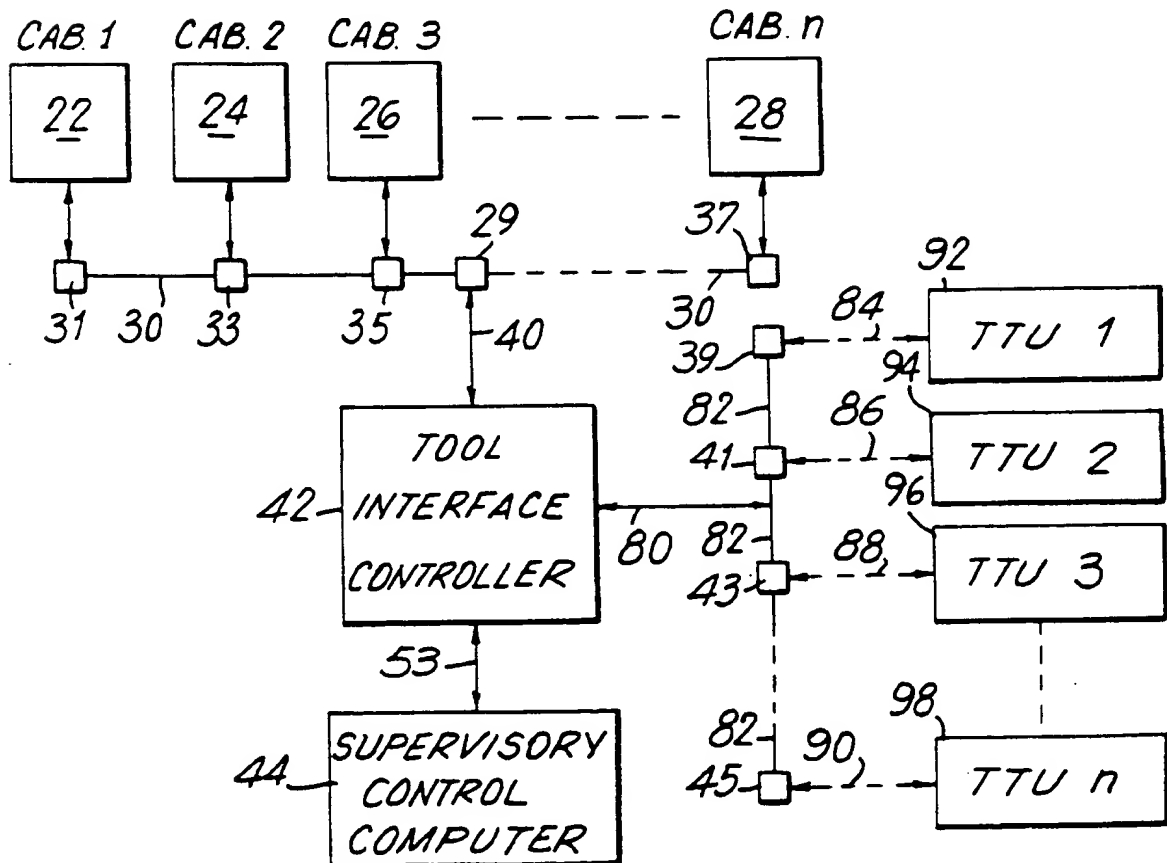 CAB. 1 CAB. 2 CAB. 3 CAB. n
22 24 26 28
29 37
31 30 33 35 30
40
39 84 92 TTU 1
82 94
41 86 TTU 2
TOOL
INTERFACE
CONTROLLER
42 80 82 96
43 88 TTU 3
53
SUPERVISORY
CONTROL
COMPUTER
44
82 98
45 90 TTU n